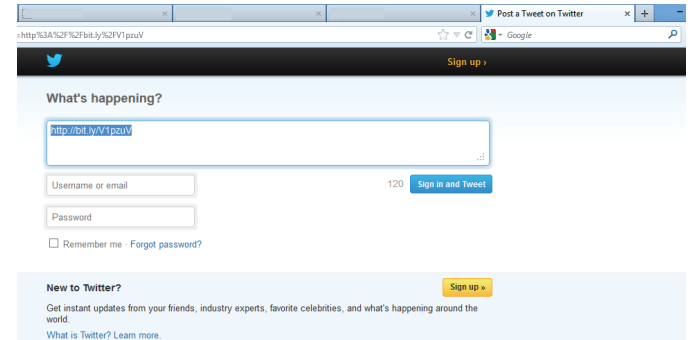 Post a Tweet on Twitter
=http%3A%2F%2Fbit.ly%2FV1pzuV
Google
Sign up ›
What's happening?
http://bit.ly/V1pzuV
Username or email
120 Sign in and Tweet
Password
Remember me · Forgot password?
New to Twitter?
Sign up »
Get instant updates from your friends, industry experts, favorite celebrities, and what's happening around the
world.
What is Twitter? Learn more.